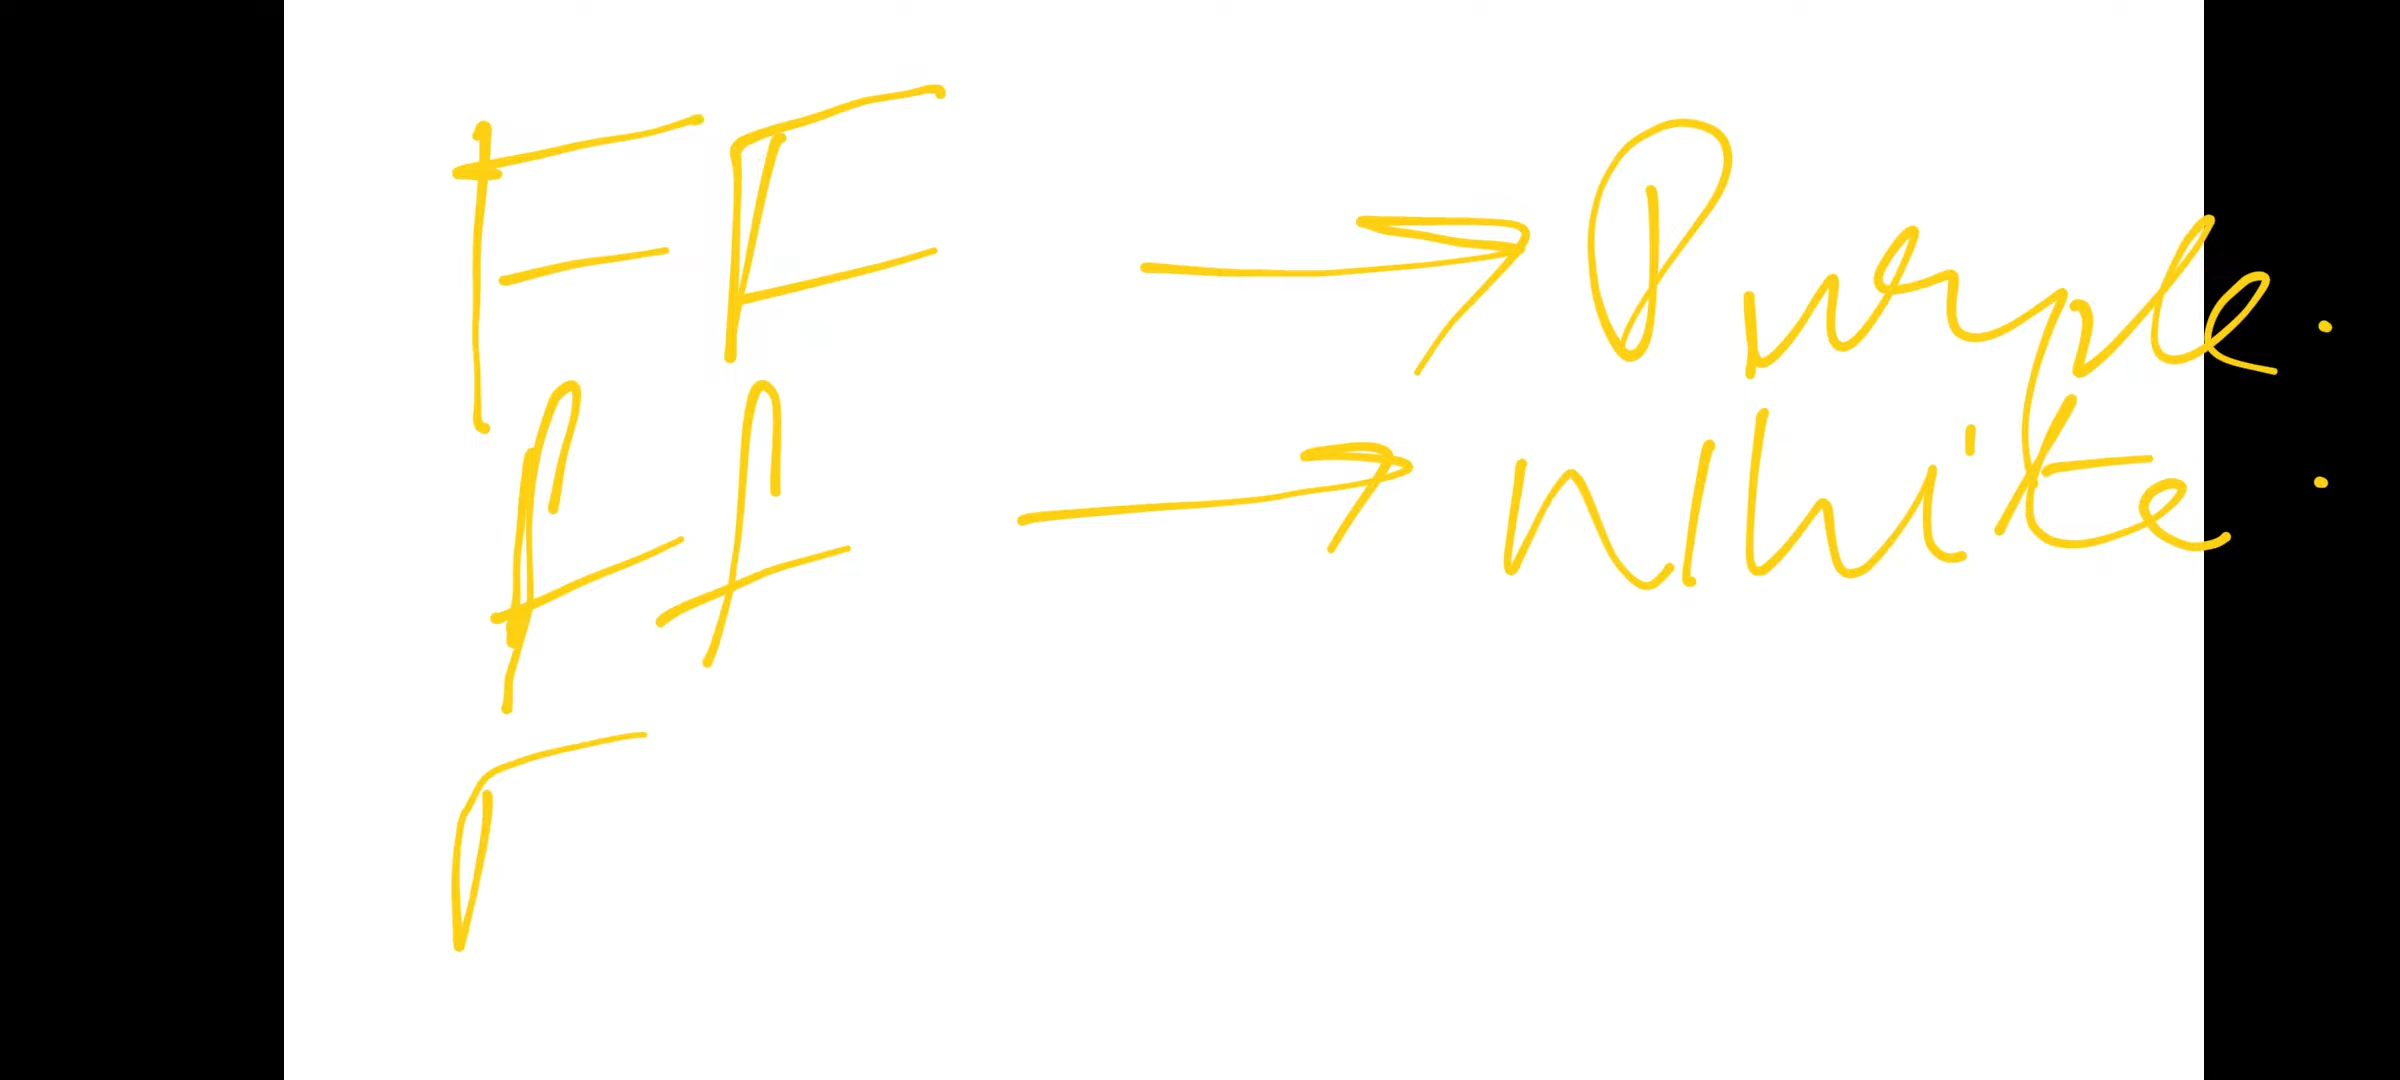 FF → Purple.
ff → White.
F